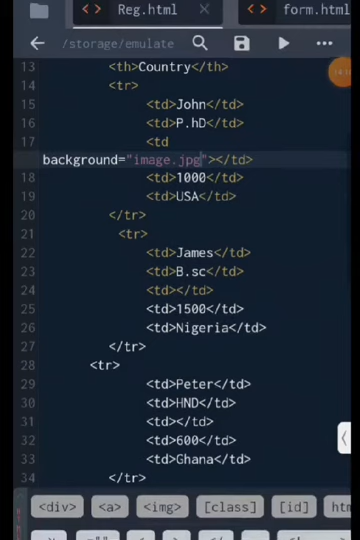 Reg.html
form.html
/storage/emulate
13 <th>Country</th>
14 <tr>
15 <td>John</td>
16 <td>P.hD</td>
17 <td
background="image.jpg"></td>
18 <td>1000</td>
19 <td>USA</td>
20 </tr>
21 <tr>
22 <td>James</td>
23 <td>B.sc</td>
24 <td></td>
25 <td>1500</td>
26 <td>Nigeria</td>
27 </tr>
28 <tr>
29 <td>Peter</td>
30 <td>HND</td>
31 <td></td>
32 <td>600</td>
33 <td>Ghana</td>
34 </tr>
<div> <a> <img> [class] [id] htm